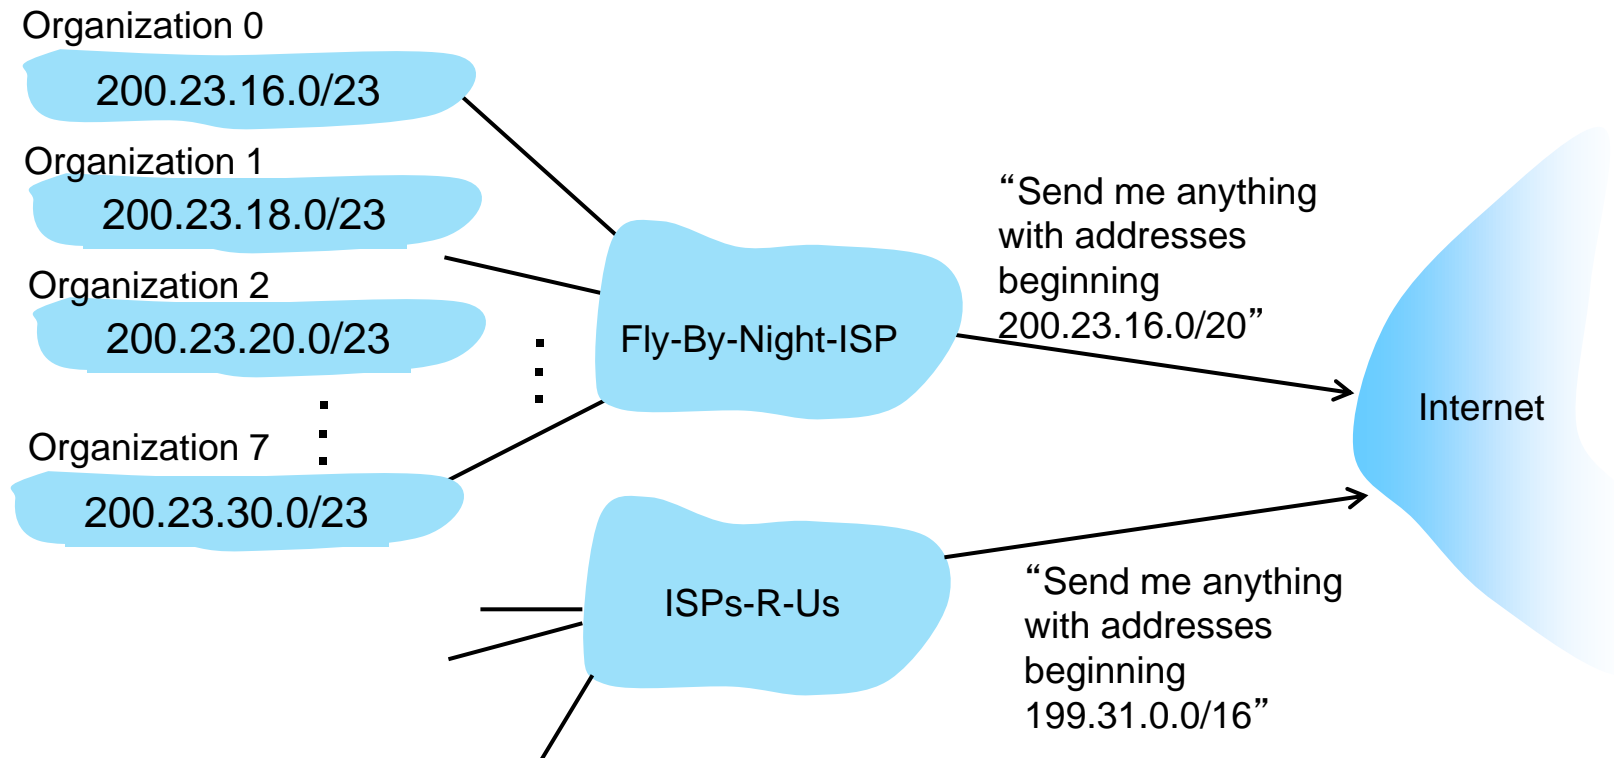 Organization 0
200.23.16.0/23
Organization 1
200.23.18.0/23
Organization 2
200.23.20.0/23
Organization 7
200.23.30.0/23
Fly-By-Night-ISP
“Send me anything
with addresses
beginning
200.23.16.0/20”
Internet
ISPs-R-Us
“Send me anything
with addresses
beginning
199.31.0.0/16”